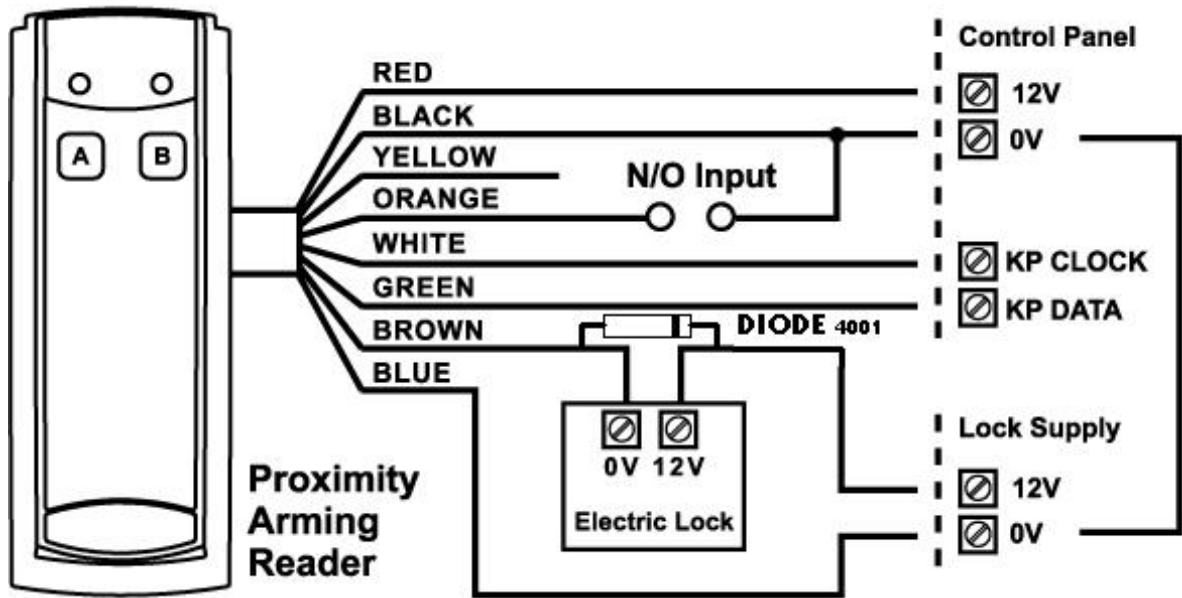 Control Panel
RED
12V
BLACK
0V
A
B
YELLOW
N/O Input
ORANGE
WHITE
KP CLOCK
GREEN
KP DATA
DIODE 4001
BROWN
BLUE
0V 12V
Electric Lock
Lock Supply
12V
0V
Proximity
Arming
Reader